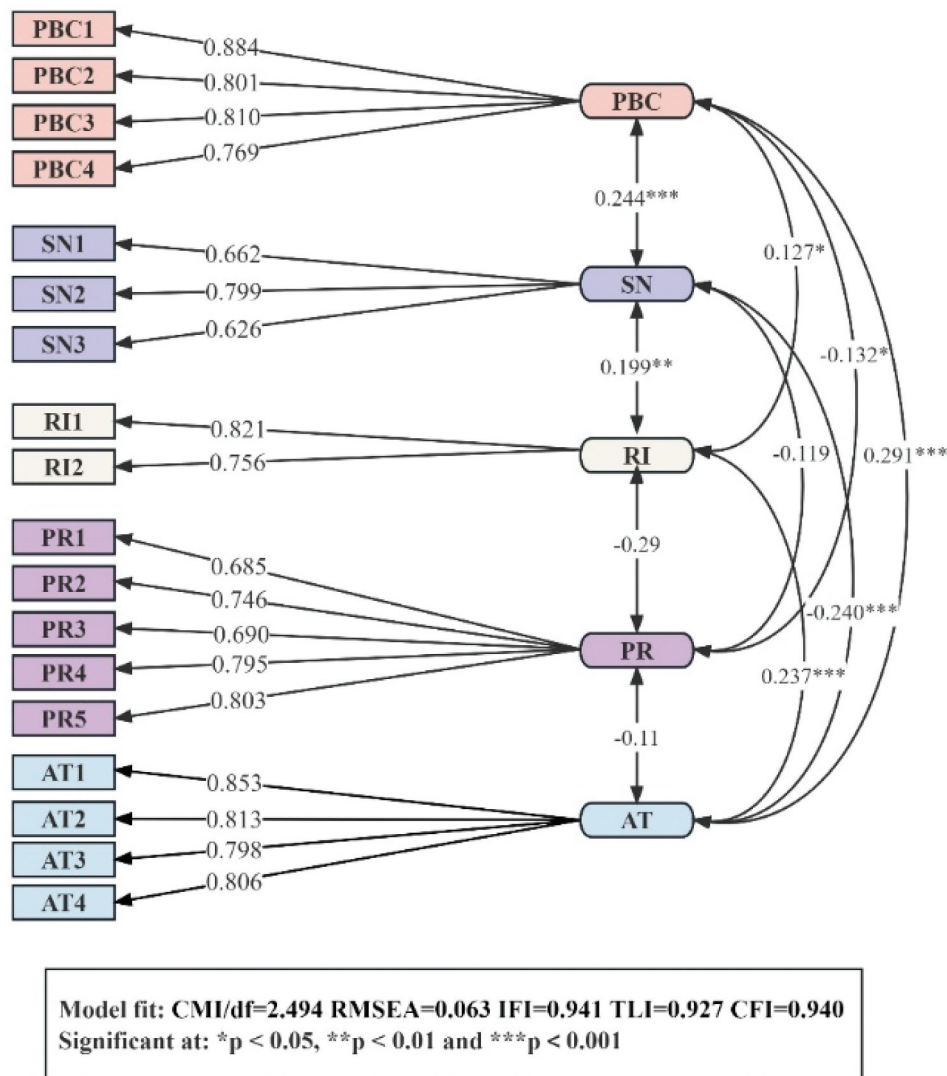 PBC1
0.884
PBC2
0.801
PBC
PBC3
0.810
PBC4
0.769
0.244***
SN1
0.662
0.127*
SN2
0.799
SN
SN3
0.626
-0.132*
0.199**
RI1
0.821
RI
-0.119
0.291***
RI2
0.756
PR1
0.685
-0.29
PR2
0.746
-0.240***
PR3
0.690
PR
PR4
0.795
0.237***
PR5
0.803
-0.11
AT1
0.853
AT2
0.813
AT
AT3
0.798
AT4
0.806
Model fit: CMI/df=2.494 RMSEA=0.063 IFI=0.941 TLI=0.927 CFI=0.940
Significant at: *p < 0.05, **p < 0.01 and ***p < 0.001